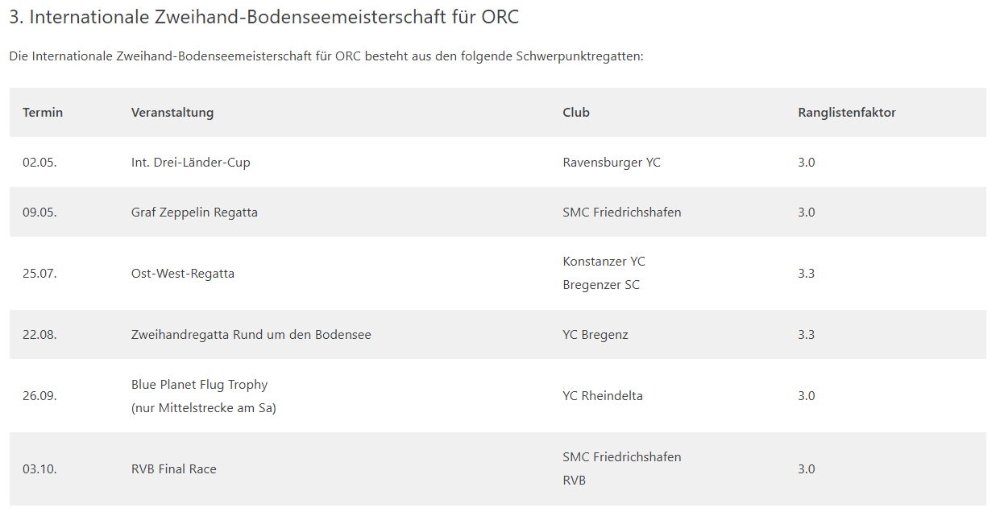 3. Internationale Zweihand-Bodenseemeisterschaft für ORC
Die Internationale Zweihand-Bodenseemeisterschaft für ORC besteht aus den folgende Schwerpunktregatten:
Termin Veranstaltung Club Ranglistenfaktor
02.05. Int. Drei-Länder-Cup Ravensburger YC 3.0
09.05. Graf Zeppelin Regatta SMC Friedrichshafen 3.0
25.07. Ost-West-Regatta Konstanzer YC 3.3
Bregenzer SC
22.08. Zweihandregatta Rund um den Bodensee YC Bregenz 3.3
26.09. Blue Planet Flug Trophy YC Rheindelta 3.0
(nur Mittelstrecke am Sa)
03.10. RVB Final Race SMC Friedrichshafen 3.0
RVB